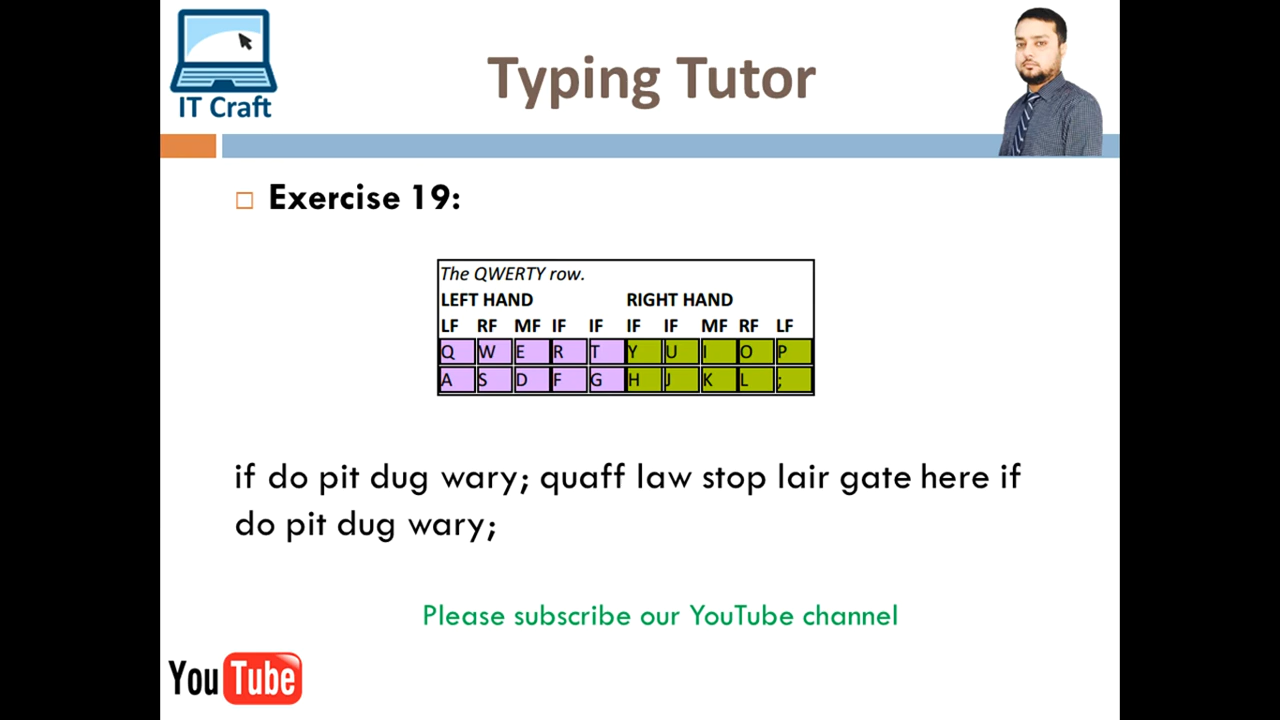 IT Craft
Typing Tutor
Exercise 19:
The QWERTY row.
LEFT HAND RIGHT HAND
LF RF MF IF IF IF IF MF RF LF
Q W E R T Y U I O P
A S D F G H J K L ;
if do pit dug wary; quaff law stop lair gate here if
do pit dug wary;
Please subscribe our YouTube channel
YouTube